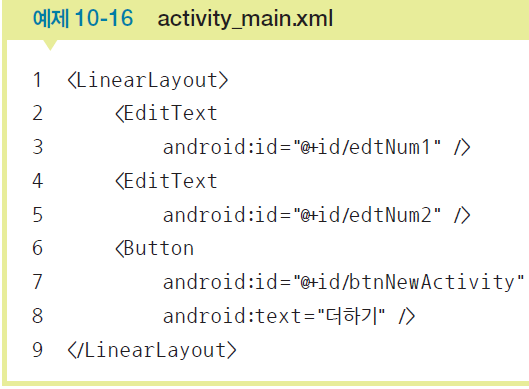 예제 10-16 activity_main.xml
1 <LinearLayout>
2 <EditText
3 android:id="@+id/edtNum1" />
4 <EditText
5 android:id="@+id/edtNum2" />
6 <Button
7 android:id="@+id/btnNewActivity"
8 android:text="더하기" />
9 </LinearLayout>